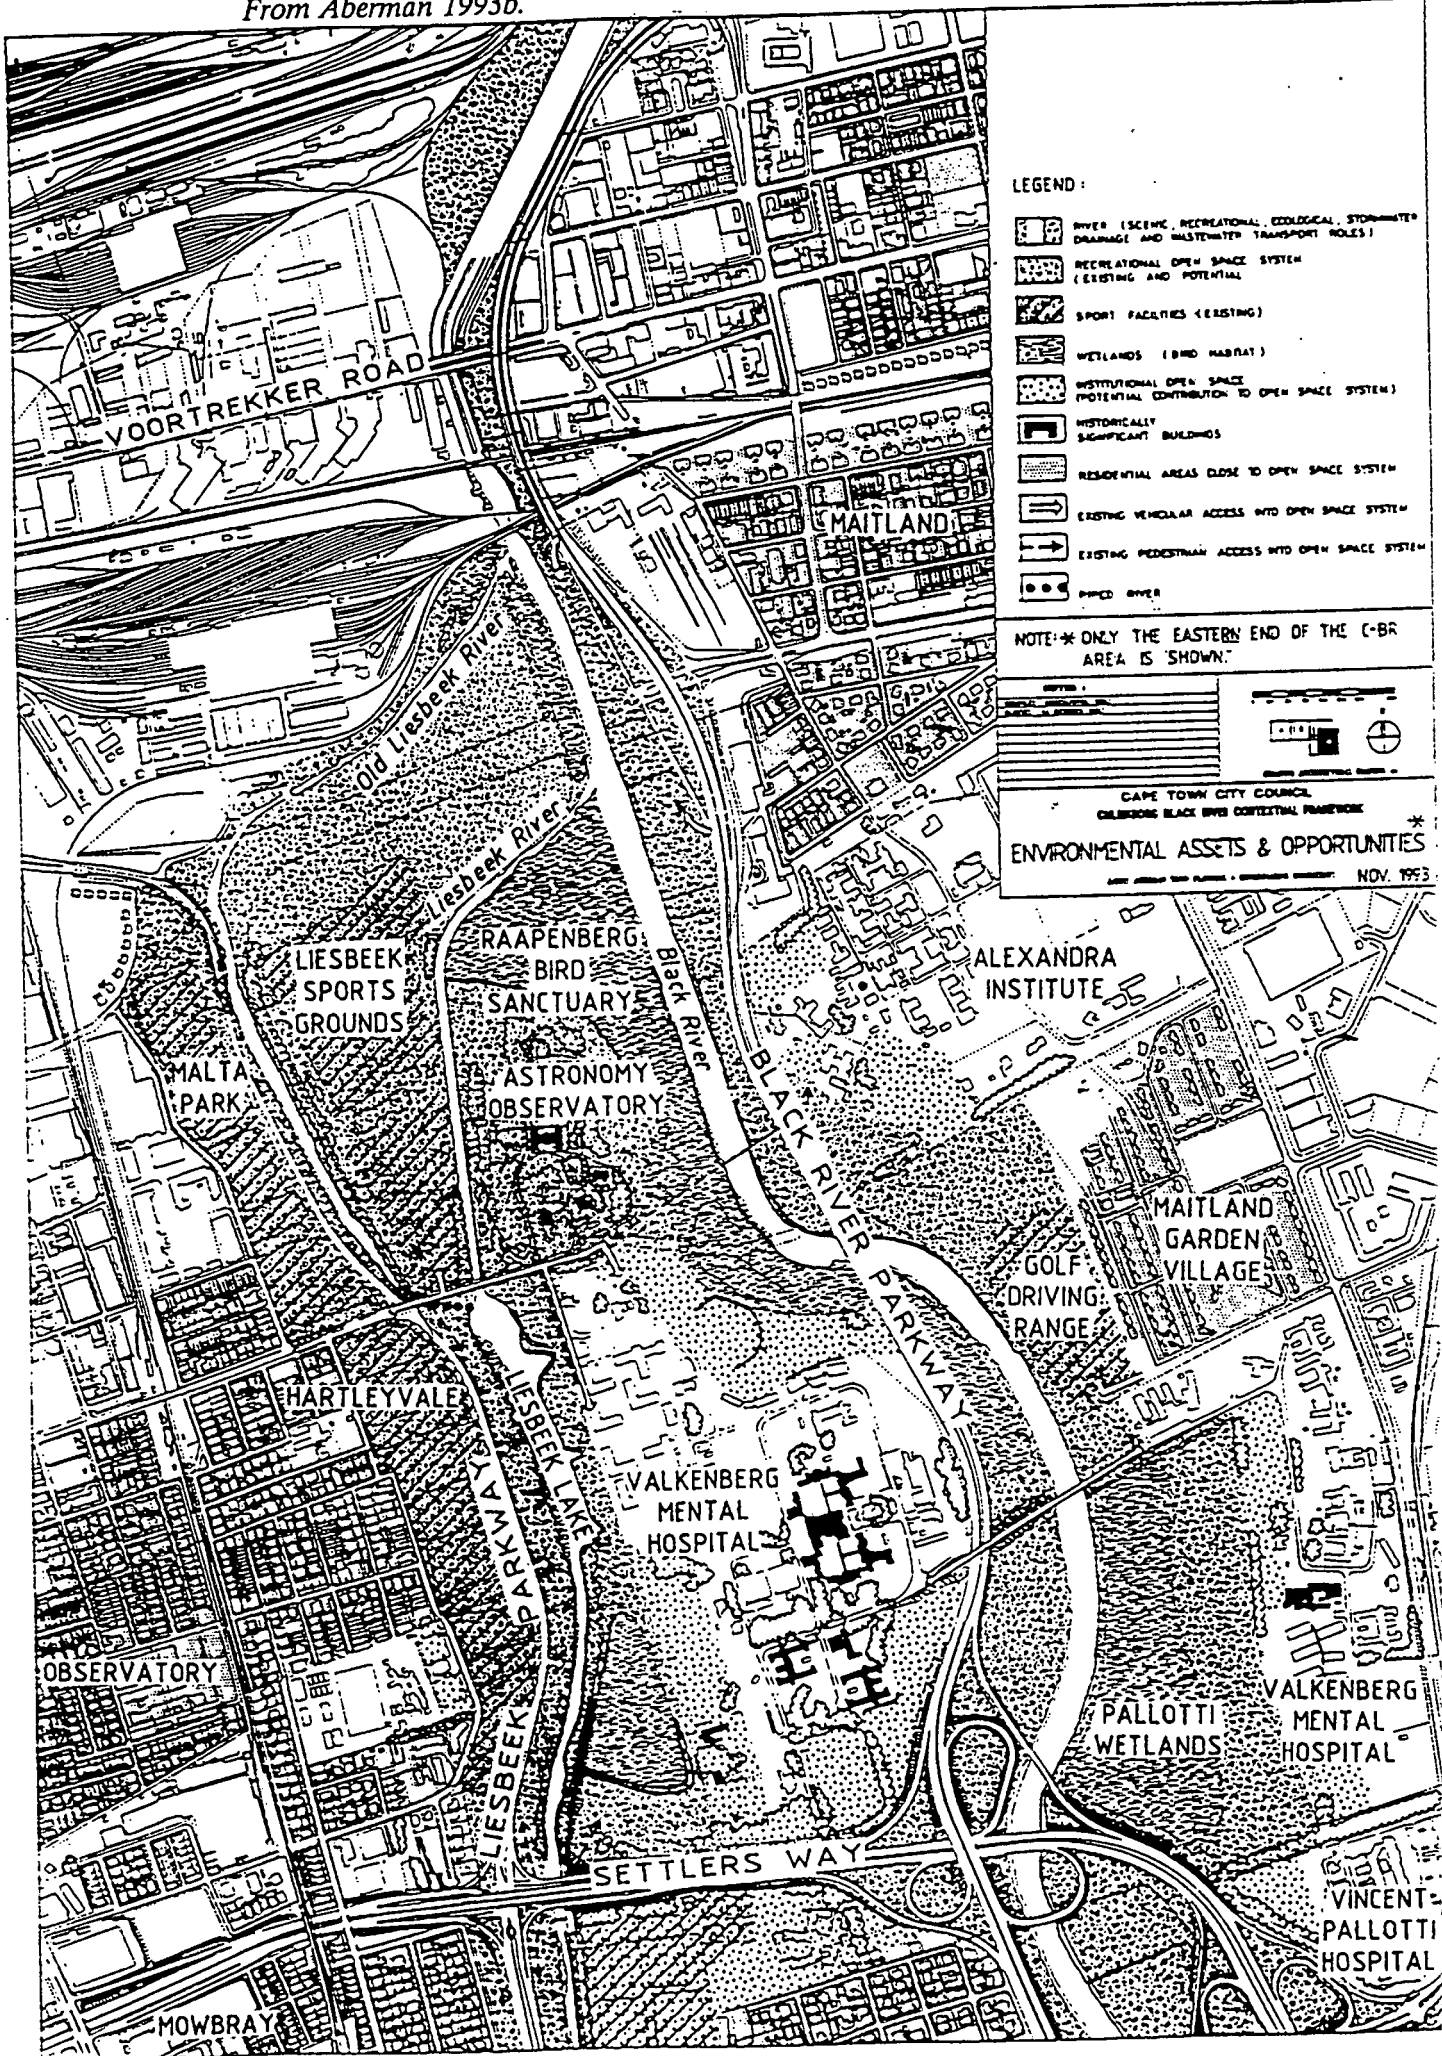 From Aberman 1993b.
LEGEND :
RIVER (SCENIC, RECREATIONAL, ECOLOGICAL, STORMWATER
DRAINAGE AND WASTEWATER TRANSPORT ROLES)
RECREATIONAL OPEN SPACE SYSTEM
(EXISTING AND POTENTIAL
SPORT FACILITIES (EXISTING)
WETLANDS (BIRD HABITAT)
INSTITUTIONAL OPEN SPACE
(POTENTIAL CONTRIBUTION TO OPEN SPACE SYSTEM)
HISTORICALLY
SIGNIFICANT BUILDINGS
RESIDENTIAL AREAS CLOSE TO OPEN SPACE SYSTEM
EXISTING VEHICULAR ACCESS INTO OPEN SPACE SYSTEM
EXISTING PEDESTRIAN ACCESS INTO OPEN SPACE SYSTEM
PIPED RIVER
NOTE: * ONLY THE EASTERN END OF THE C-BR
AREA IS SHOWN."
CAPE TOWN CITY COUNCIL
CULEMBORG BLACK RIVER CONTEXTUAL FRAMEWORK
ENVIRONMENTAL ASSETS & OPPORTUNITIES *
NOV. 1993
VOORTREKKER ROAD
MAITLAND
Old Liesbeek River
Liesbeek River
Black River
LIESBEEK
SPORTS
GROUNDS
RAAPENBERG
BIRD
SANCTUARY
ALEXANDRA
INSTITUTE
MALTA
PARK
ASTRONOMY
OBSERVATORY
BLACK RIVER PARKWAY
MAITLAND
GARDEN
VILLAGE
GOLF
DRIVING
RANGE
HARTLEYVALE
LIESBEEK LAKE
LIESBEEK PARKWAY
VALKENBERG
MENTAL
HOSPITAL
OBSERVATORY
PALLOTTI
WETLANDS
VALKENBERG
MENTAL
HOSPITAL
SETTLERS WAY
VINCENT
PALLOTTI
HOSPITAL
MOWBRAY